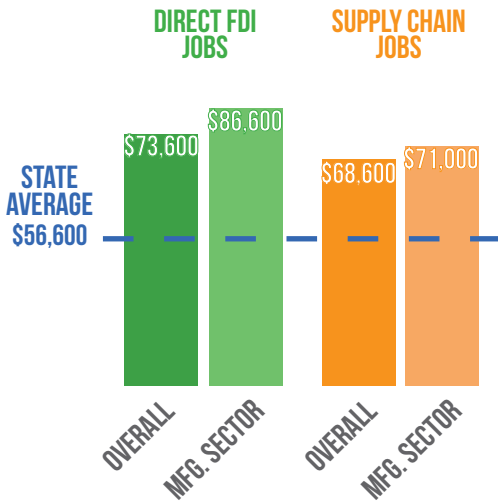 DIRECT FDI
JOBS
SUPPLY CHAIN
JOBS
$73,600
$86,600
$68,600
$71,000
STATE
AVERAGE
$56,600
OVERALL
MFG. SECTOR
OVERALL
MFG. SECTOR